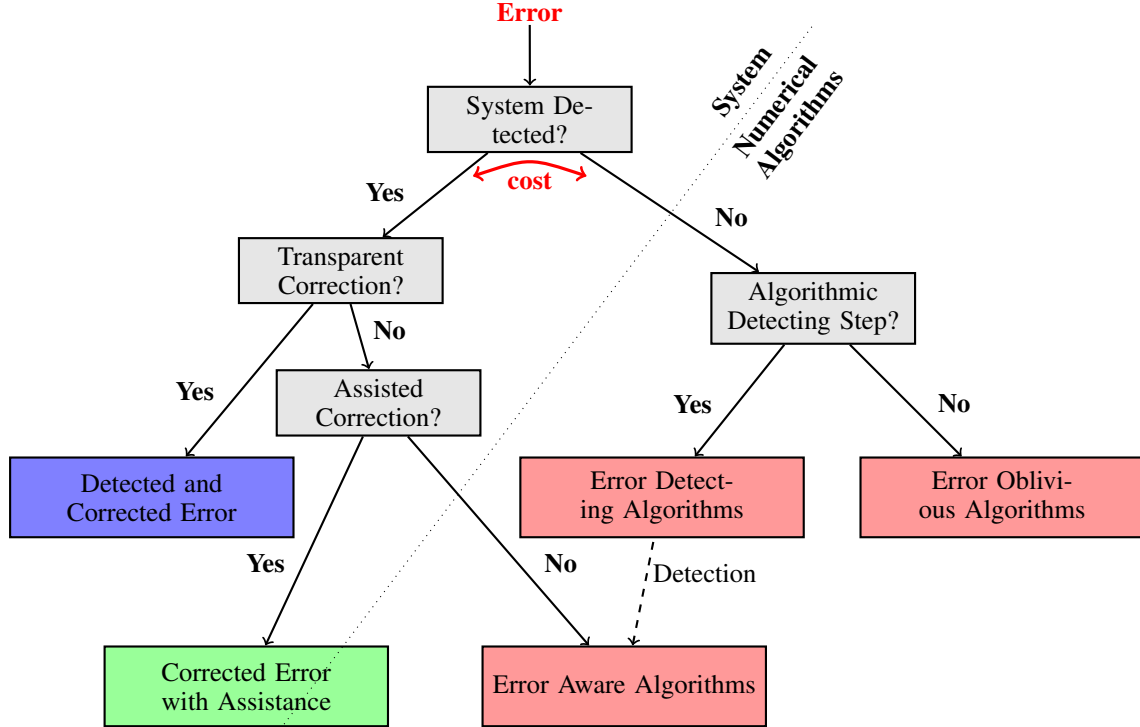 Error
System
Numerical
Algorithms
System De-
tected?
cost
Yes
No
Transparent
Correction?
Algorithmic
Detecting Step?
No
Yes
Assisted
Correction?
Yes
No
Detected and
Corrected Error
Error Detect-
ing Algorithms
Error Oblivi-
ous Algorithms
Yes
No
Detection
Corrected Error
with Assistance
Error Aware Algorithms